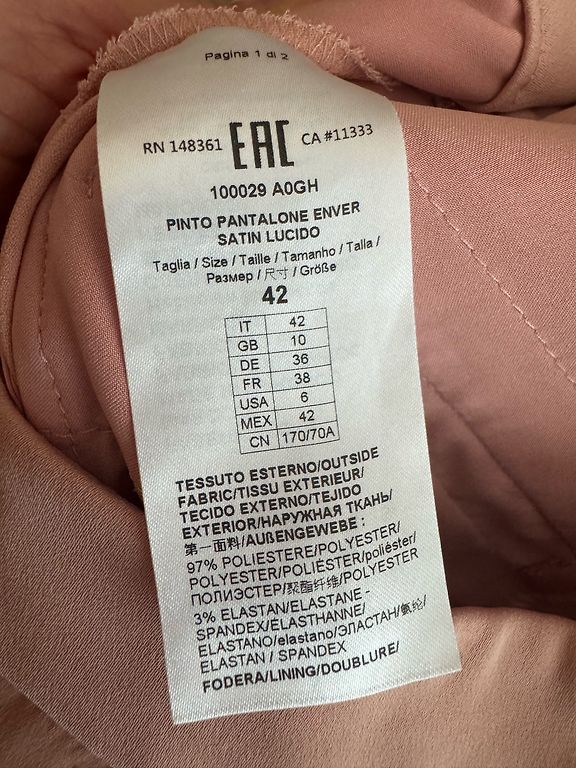 Pagina 1 di 2
RN 148361 EAC CA #11333
100029 A0GH
PINTO PANTALONE ENVER
SATIN LUCIDO
Taglia / Size / Taille / Tamanho / Talla /
Размер / 尺寸 / Größe
42
IT 42
GB 10
DE 36
FR 38
USA 6
MEX 42
CN 170/70A
TESSUTO ESTERNO/OUTSIDE
FABRIC/TISSU EXTERIEUR/
TECIDO EXTERNO/TEJIDO
EXTERIOR/НАРУЖНАЯ ТКАНЬ/
第一面料/AUßENGEWEBE :
97% POLIESTERE/POLYESTER/
POLYESTER/POLIÉSTER/poliéster/
ПОЛИЭСТЕР/聚酯纤维/POLYESTER
3% ELASTAN/ELASTANE -
SPANDEX/ÉLASTHANNE/
ELASTANO/elastano/ЭЛАСТАН/氨纶/
ELASTAN / SPANDEX
FODERA/LINING/DOUBLURE/